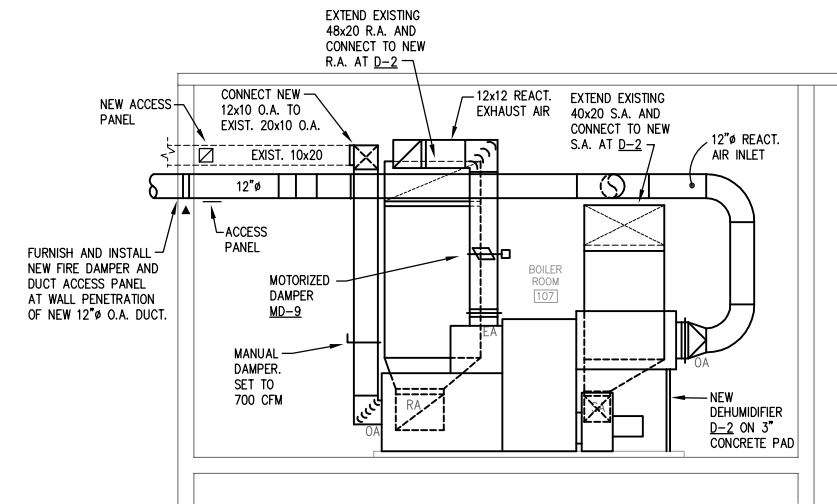 EXTEND EXISTING
48x20 R.A. AND
CONNECT TO NEW
R.A. AT D-2
CONNECT NEW
12x10 O.A. TO
EXIST. 20x10 O.A.
NEW ACCESS
PANEL
12x12 REACT.
EXHAUST AIR
EXTEND EXISTING
40x20 S.A. AND
CONNECT TO NEW
S.A. AT D-2
12"ø REACT.
AIR INLET
EXIST. 10x20
12"ø
ACCESS
PANEL
FURNISH AND INSTALL
NEW FIRE DAMPER AND
DUCT ACCESS PANEL
AT WALL PENETRATION
OF NEW 12"ø O.A. DUCT.
MOTORIZED
DAMPER
MD-9
BOILER
ROOM
107
MANUAL
DAMPER.
SET TO
700 CFM
EA
OA
RA
OA
SA
NEW
DEHUMIDIFIER
D-2 ON 3"
CONCRETE PAD